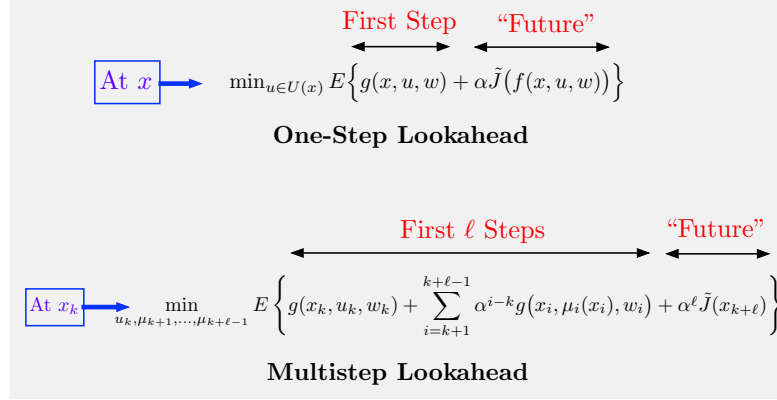 First Step “Future”
At x min_{u∈U(x)} E{g(x, u, w) + αJ̃(f(x, u, w))}
One-Step Lookahead
First ℓ Steps “Future”
At x_k min_{u_k,μ_{k+1},...,μ_{k+ℓ−1}} E{g(x_k, u_k, w_k) + ∑_{i=k+1}^{k+ℓ−1} α^{i−k} g(x_i, μ_i(x_i), w_i) + α^ℓ J̃(x_{k+ℓ})}
Multistep Lookahead